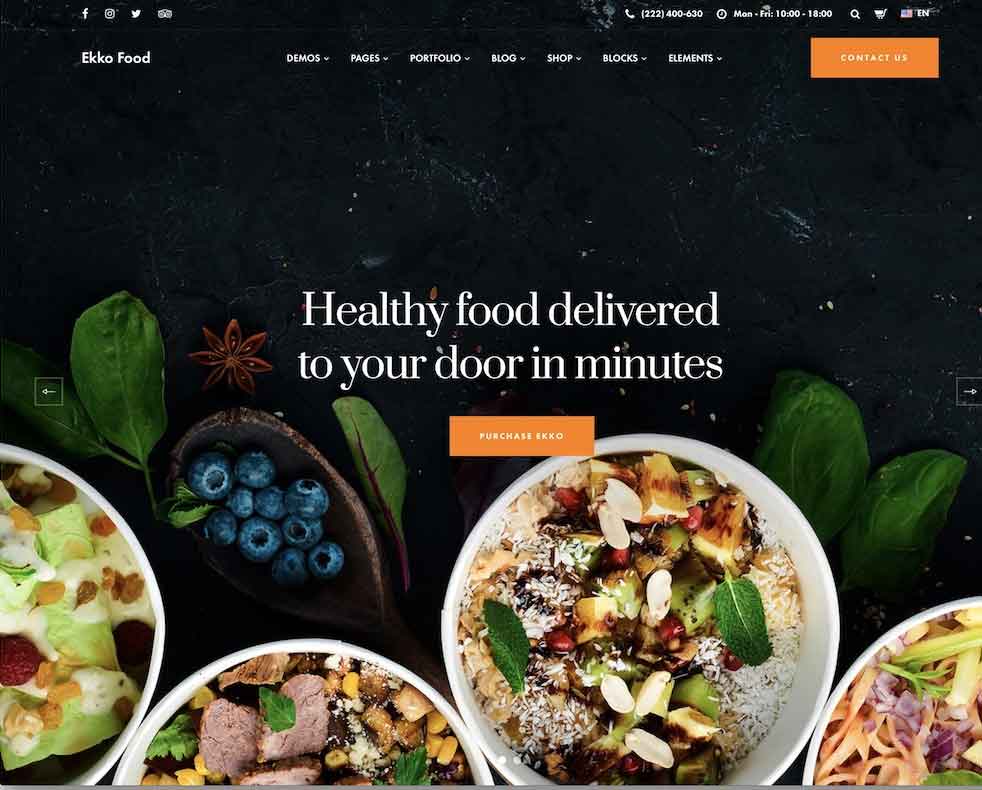 (222) 400-630 Mon - Fri: 10:00 - 18:00 EN
Ekko Food DEMOS PAGES PORTFOLIO BLOG SHOP BLOCKS ELEMENTS CONTACT US
Healthy food delivered
to your door in minutes
PURCHASE EKKO